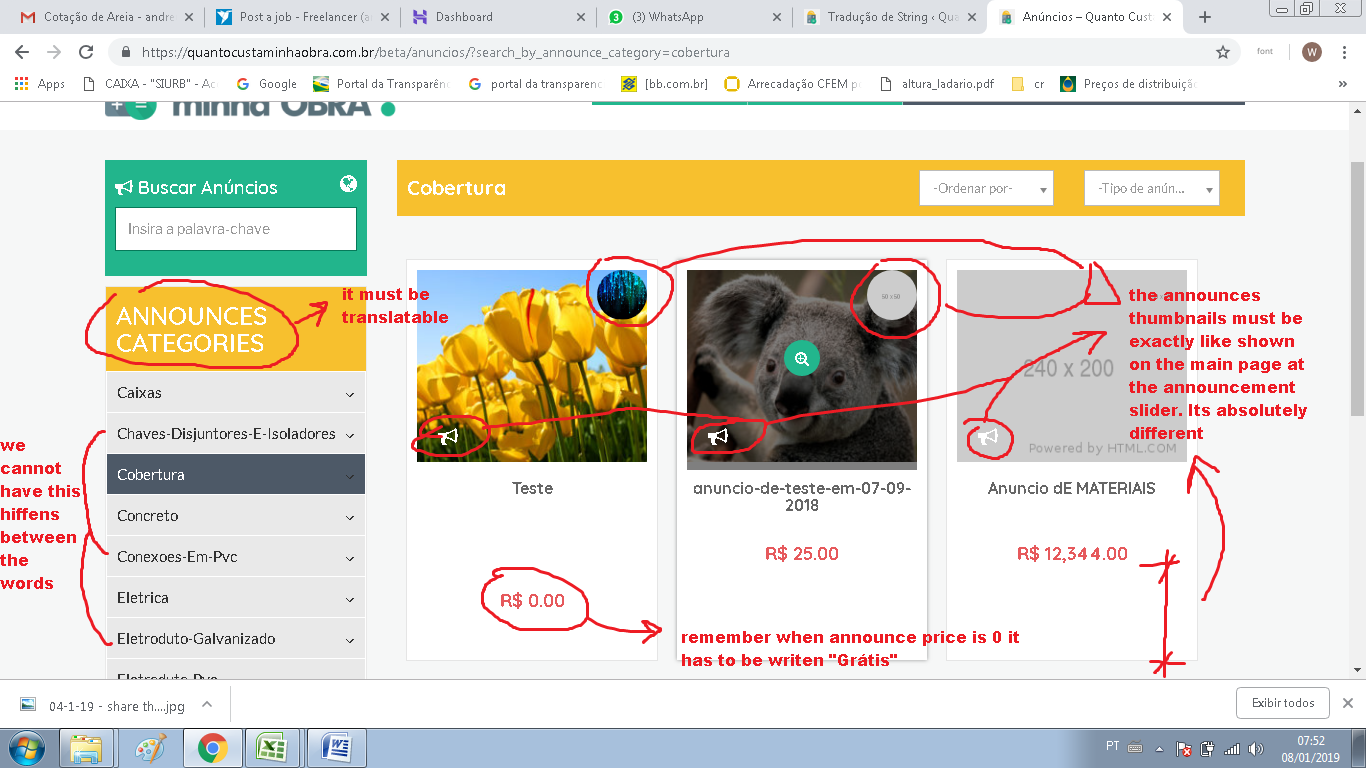 Cotação de Areia - andre
Post a job - Freelancer (a
Dashboard
(3) WhatsApp
Tradução de String ‹ Qua
Anúncios – Quanto Cust
https://quantocustaminhaobra.com.br/beta/anuncios/?search_by_announce_category=cobertura
font
W
Apps
CAIXA - "SIURB" - Ac
Google
Portal da Transparên
portal da transparenc
[bb.com.br]
Arrecadação CFEM p
altura_ladario.pdf
cr
Preços de distribuiçã
»
minha OBRA
Buscar Anúncios
Insira a palavra-chave
Cobertura
-Ordenar por-
-Tipo de anún...
ANNOUNCES
CATEGORIES
it must be
translatable
Caixas
Chaves-Disjuntores-E-Isoladores
Cobertura
Concreto
Conexoes-Em-Pvc
Eletrica
Eletroduto-Galvanizado
Eletroduto-Pvc
we
cannot
have this
hiffens
between
the
words
50 x 50
240 x 200
Powered by HTML.COM
the announces
thumbnails must be
exactly like shown
on the main page at
the announcement
slider. Its absolutely
different
Teste
anuncio-de-teste-em-07-09-
2018
Anuncio dE MATERIAIS
R$ 25.00
R$ 12,344.00
R$ 0.00
remember when announce price is 0 it
has to be writen "Grátis"
04-1-19 - share th....jpg
Exibir todos
PT
07:52
08/01/2019